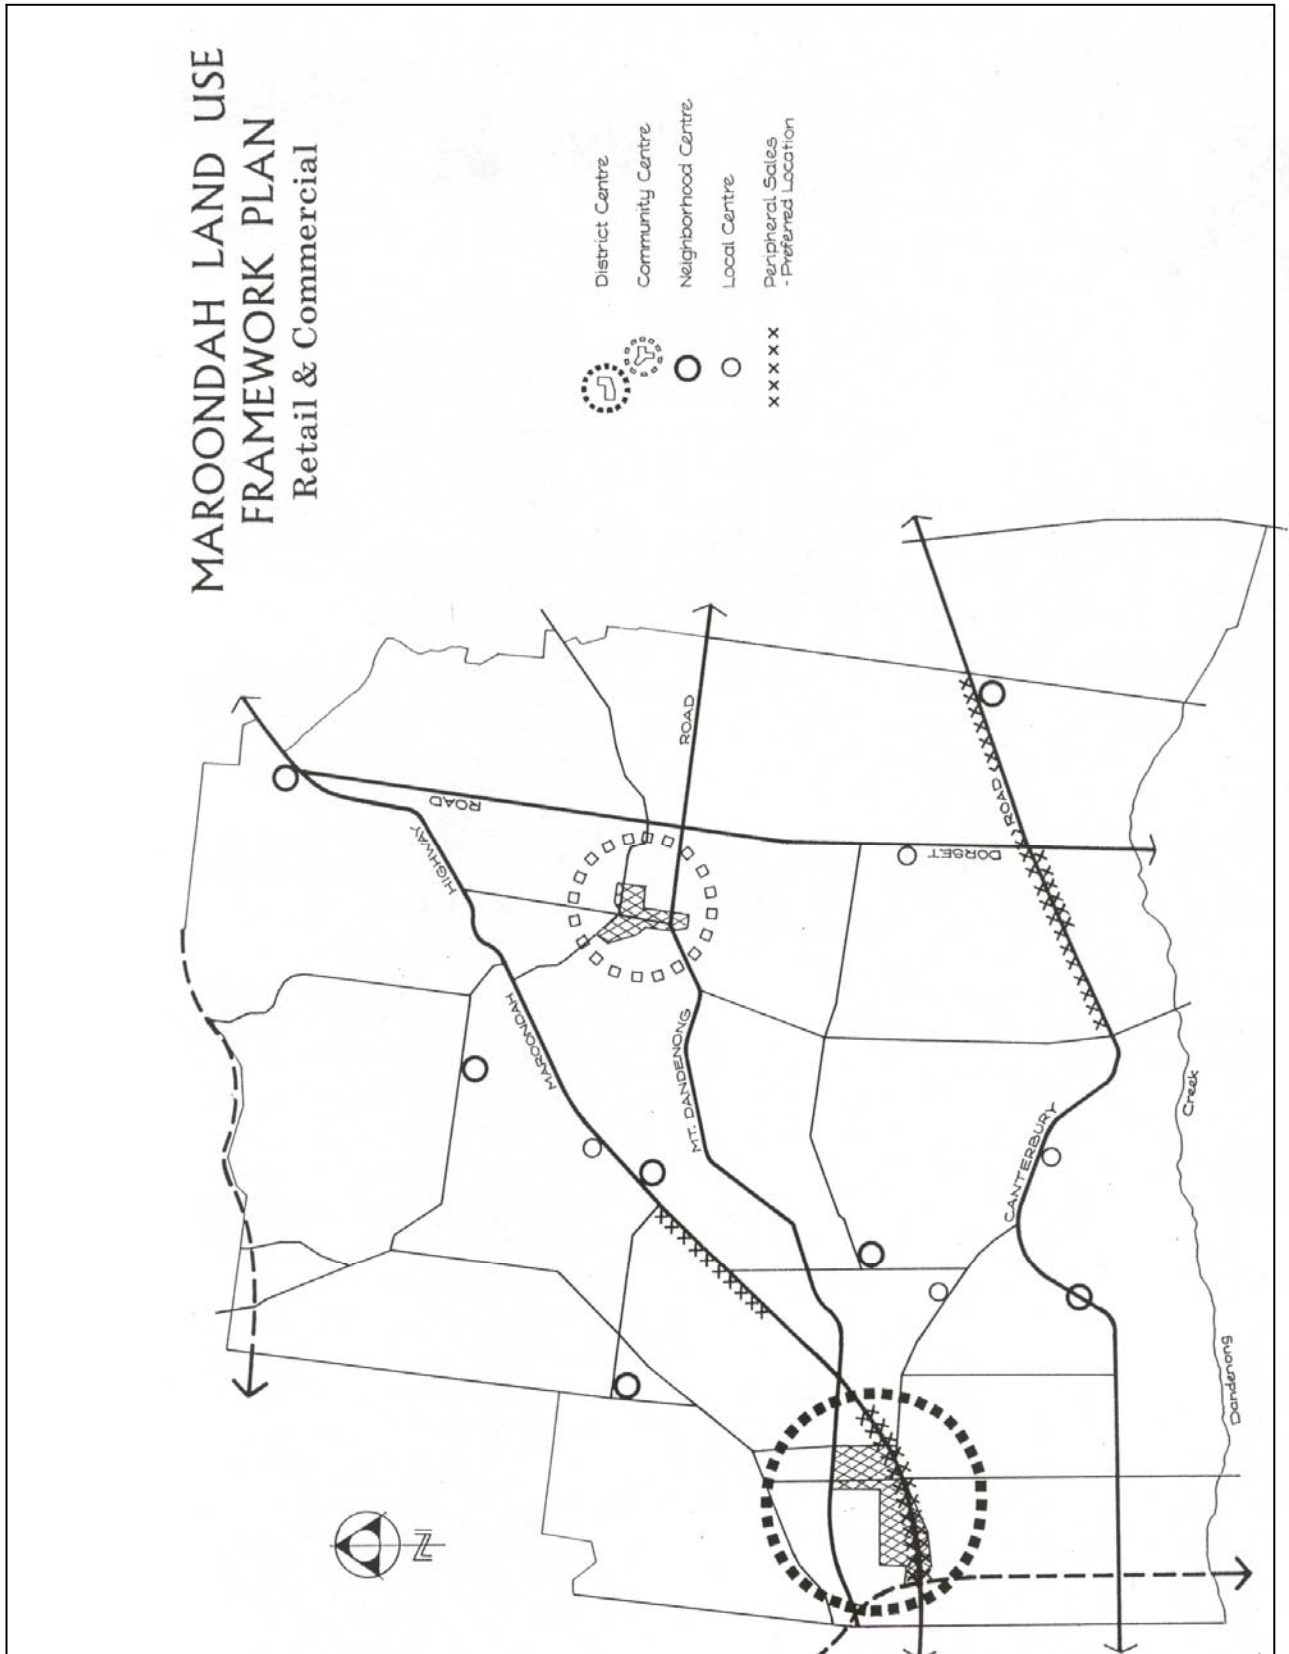 MAROONDAH LAND USE
FRAMEWORK PLAN
Retail & Commercial
District Centre
Community Centre
Neighborhood Centre
Local Centre
Peripheral Sales
- Preferred Location
xxxxx
MAROONDAH
HIGHWAY
ROAD
ROAD
MT. DANDENONG
DORSET
ROAD
CANTERBURY
Dandenong
Creek
N